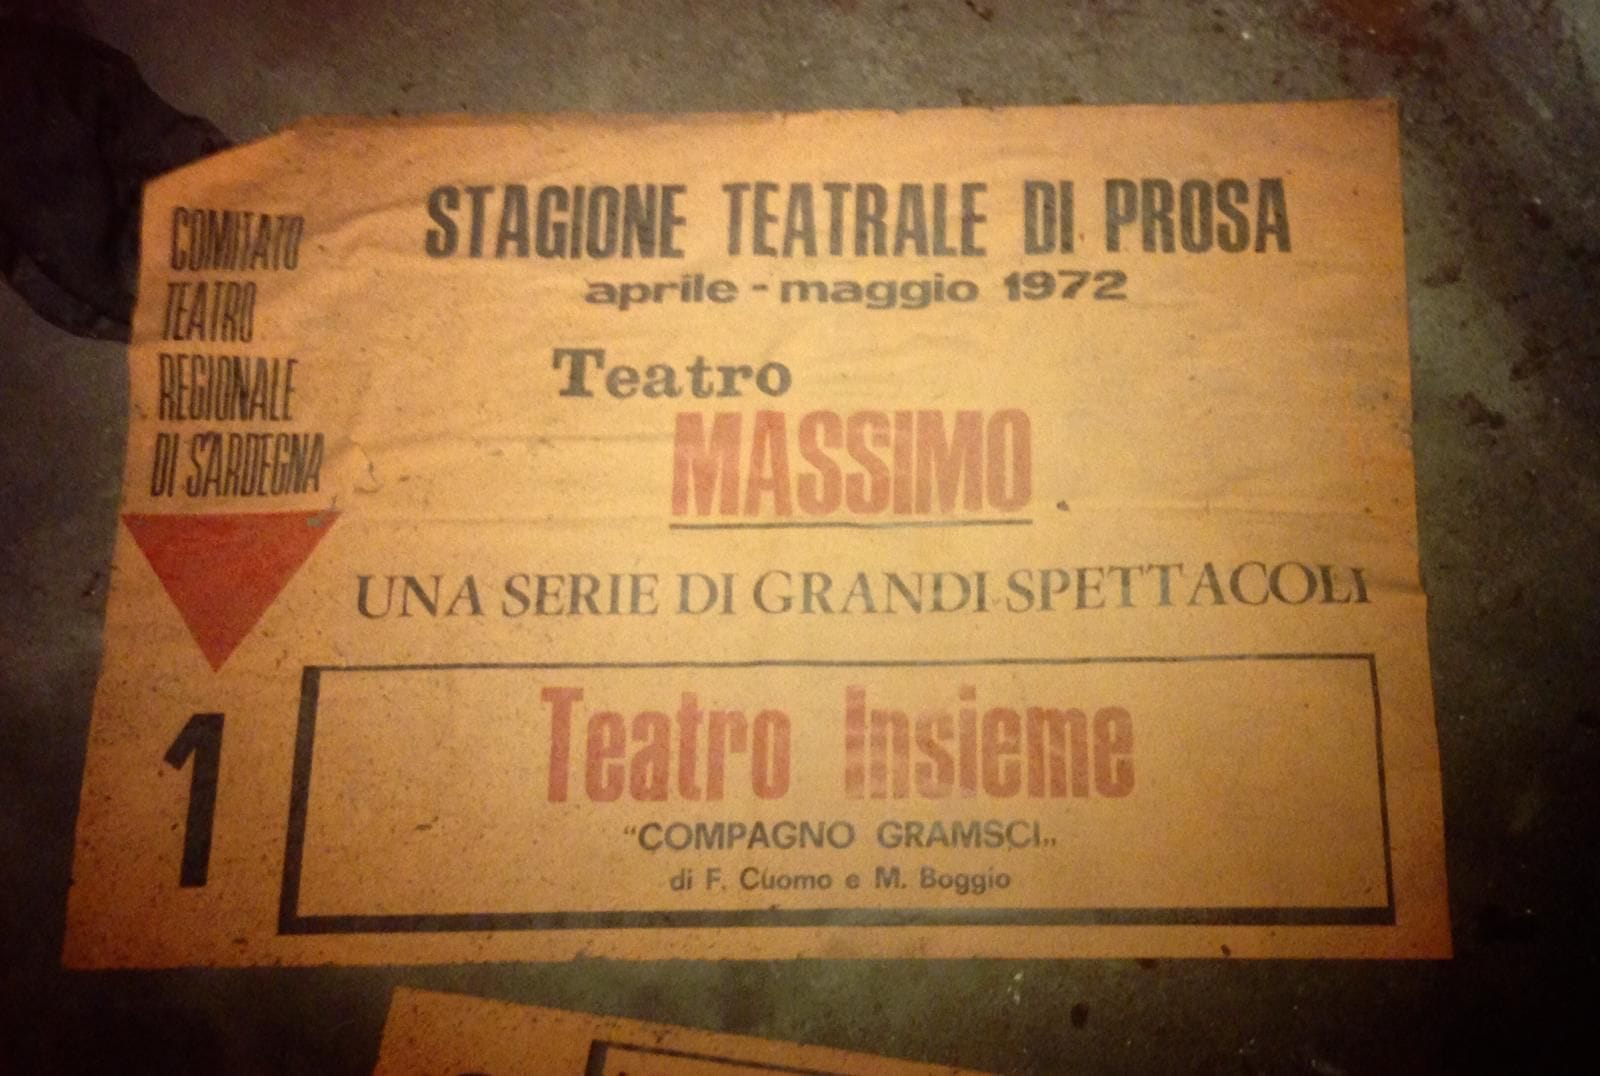 COMITATO
TEATRO
REGIONALE
DI SARDEGNA
STAGIONE TEATRALE DI PROSA
aprile - maggio 1972
Teatro
MASSIMO
UNA SERIE DI GRANDI SPETTACOLI
1
Teatro Insieme
“COMPAGNO GRAMSCI„
di F. Cuomo e M. Boggio